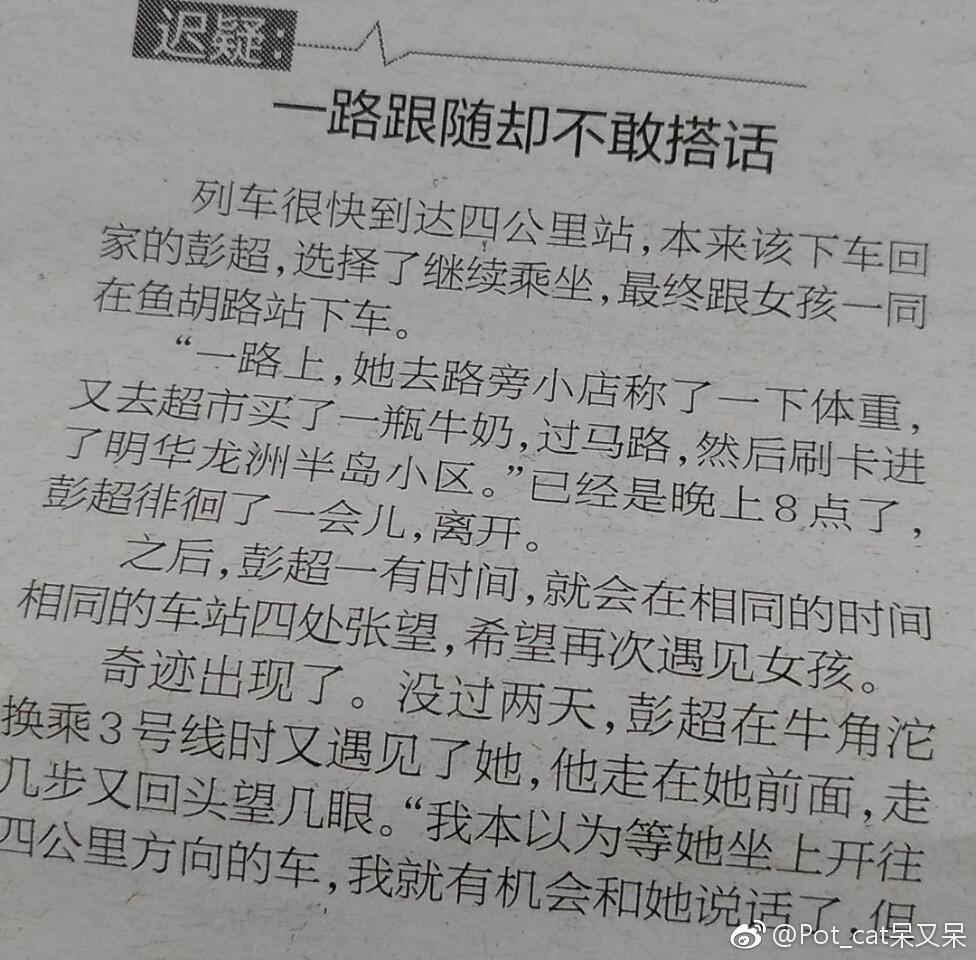 迟疑：
一路跟随却不敢搭话
列车很快到达四公里站，本来该下车回
家的彭超，选择了继续乘坐，最终跟女孩一同
在鱼胡路站下车。
“一路上，她去路旁小店称了一下体重，
又去超市买了一瓶牛奶，过马路，然后刷卡进
了明华龙洲半岛小区。”已经是晚上8点了，
彭超徘徊了一会儿，离开。
之后，彭超一有时间，就会在相同的时间
相同的车站四处张望，希望再次遇见女孩。
奇迹出现了。没过两天，彭超在牛角沱
换乘3号线时又遇见了她，他走在她前面，走
几步又回头望几眼。“我本以为等她坐上开往
四公里方向的车，我就有机会和她说话了，但
@Pot_cat呆又呆